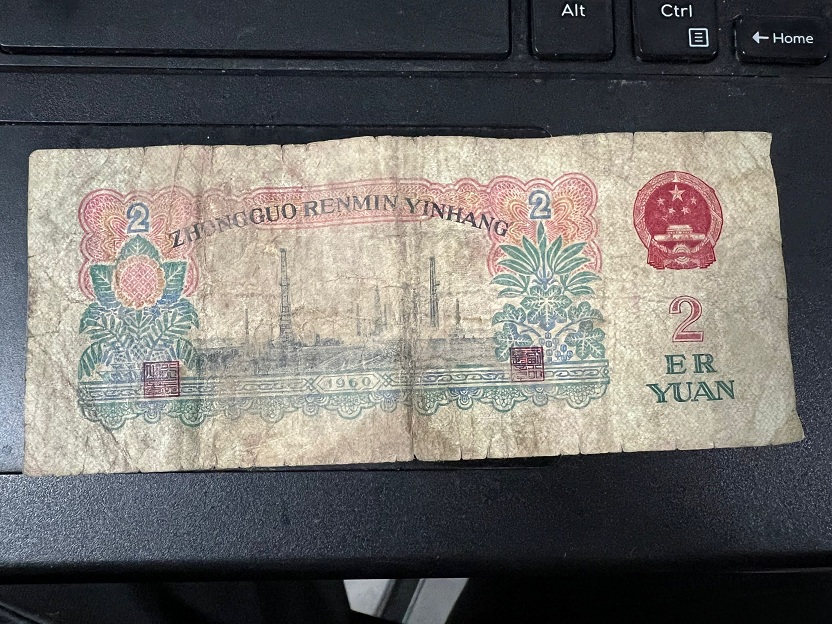 Alt
Ctrl
Home
2
2
ZHONGGUO RENMIN YINHANG
2
ER
YUAN
1960